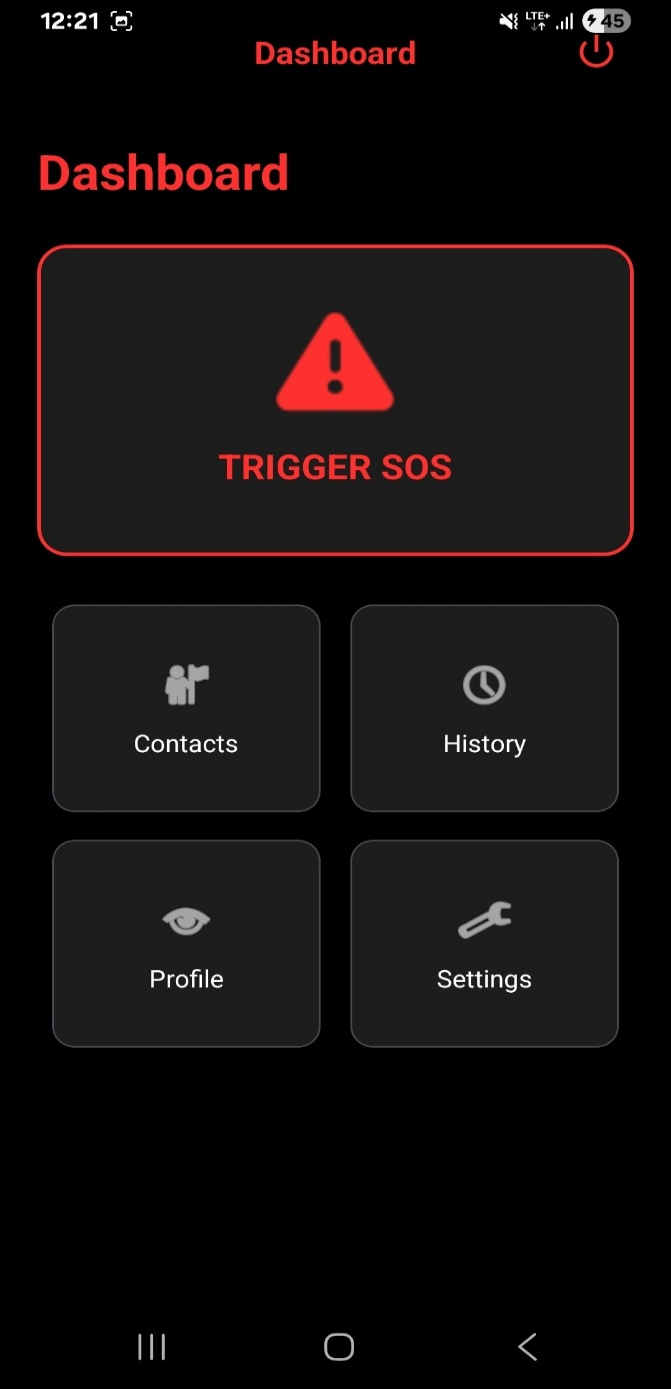 12:21 LTE+ 45
Dashboard
Dashboard
TRIGGER SOS
Contacts History
Profile Settings